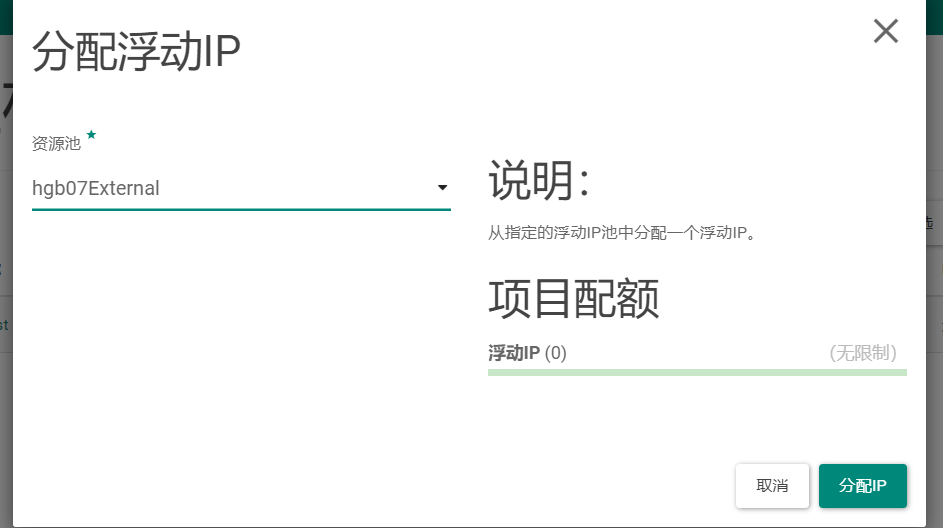 分配浮动IP
资源池
hgb07External
说明：
从指定的浮动IP池中分配一个浮动IP。
项目配额
浮动IP (0) (无限制)
取消 分配IP
选
st